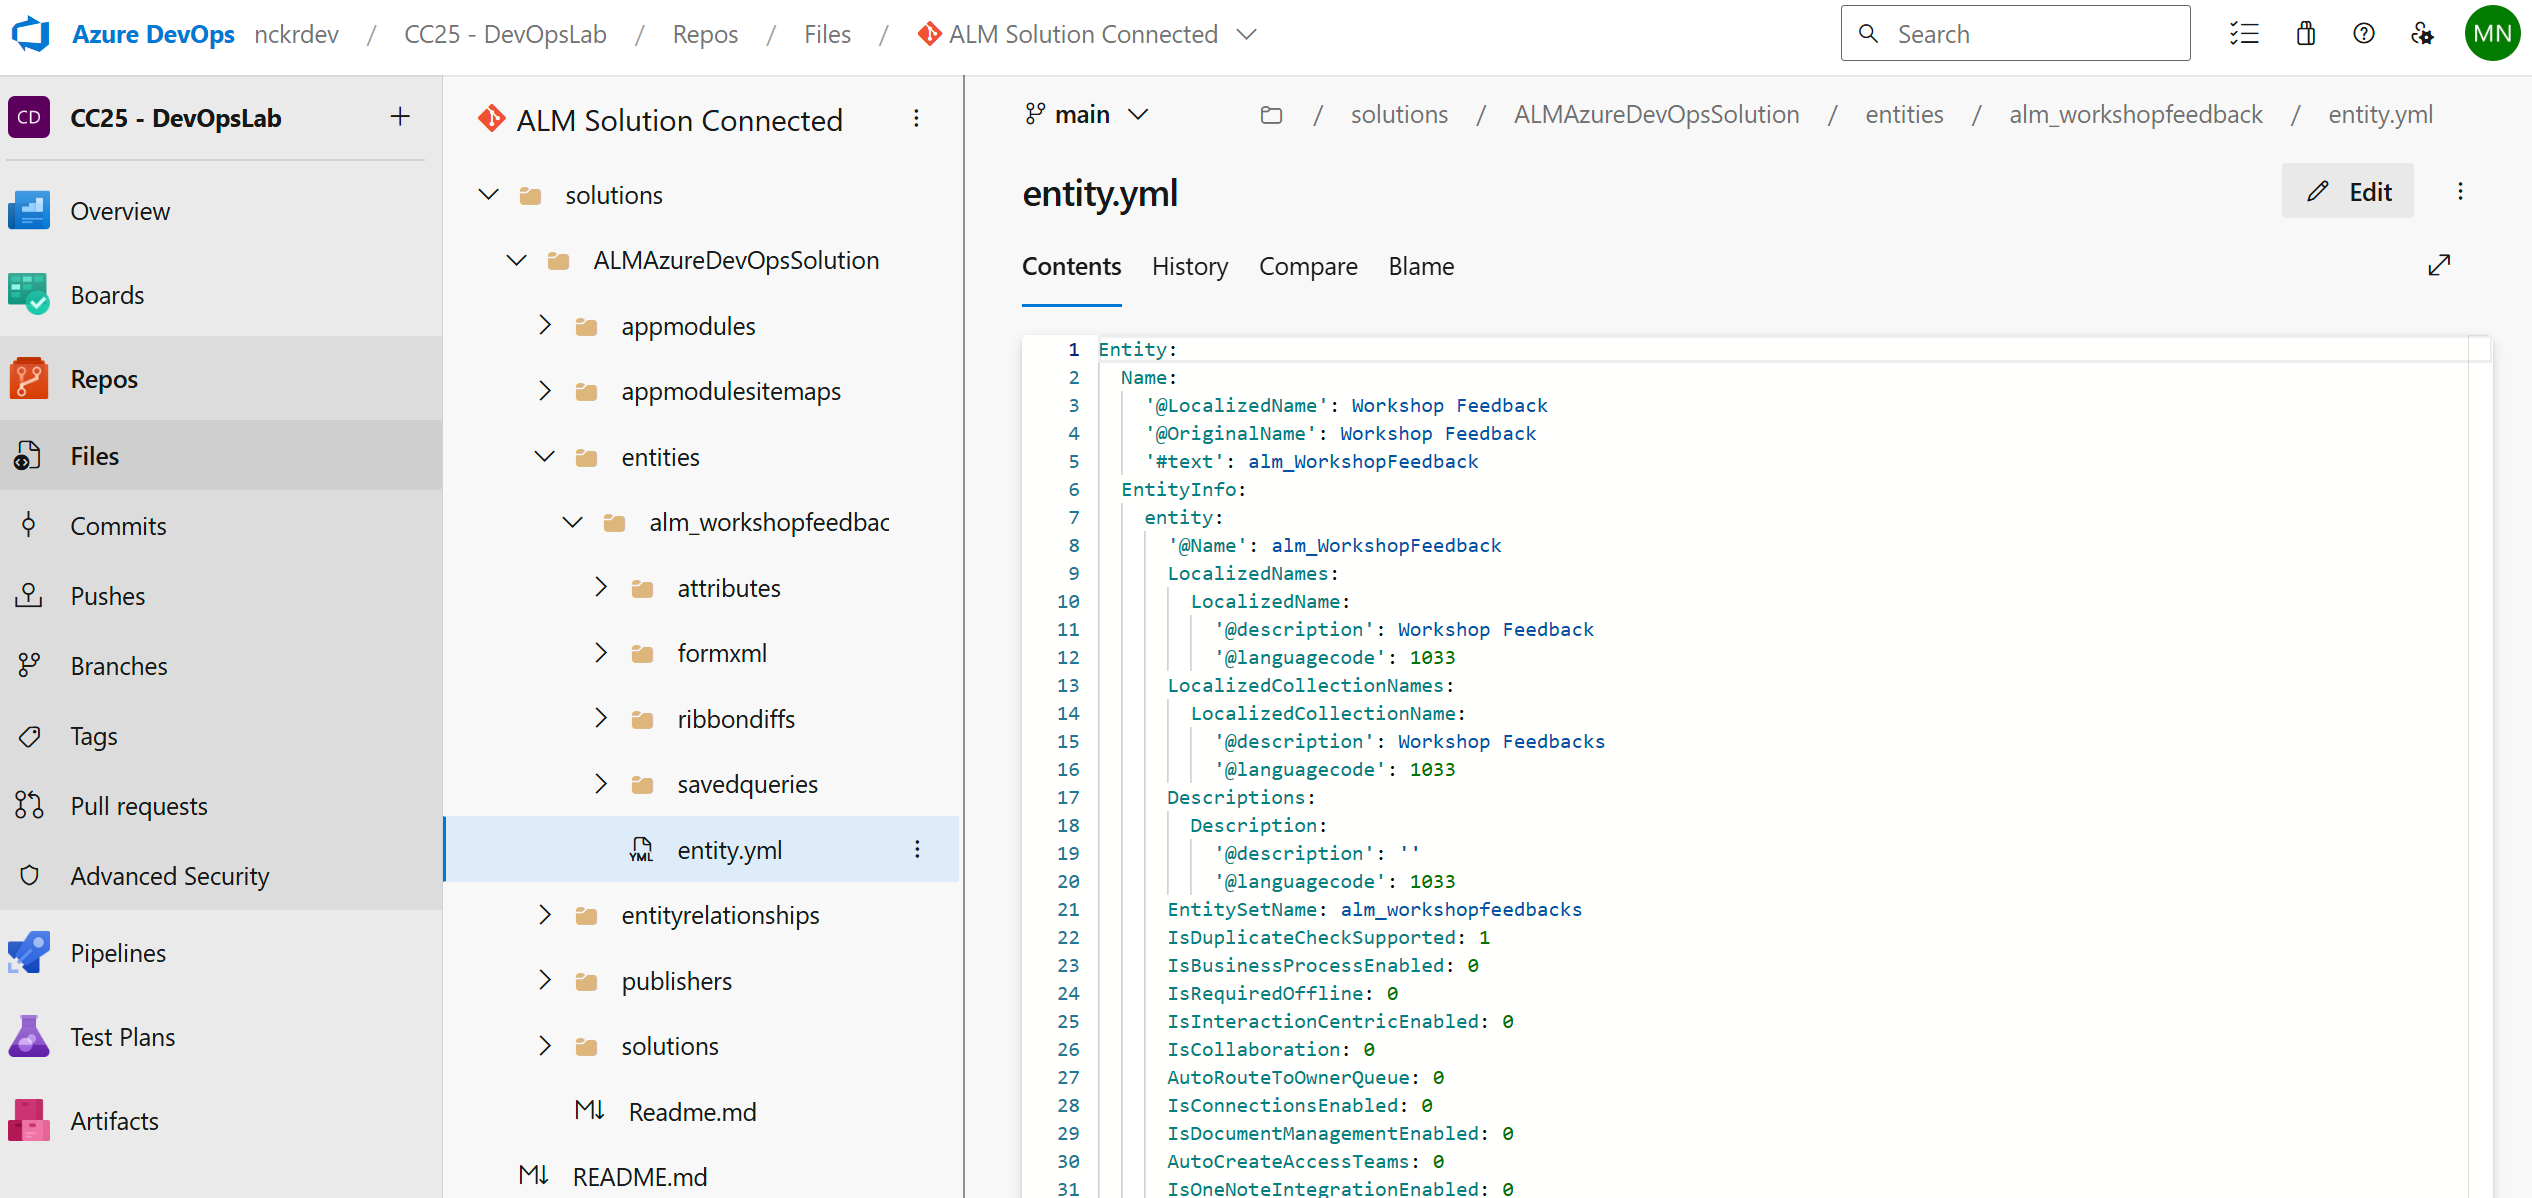 Azure DevOps nckrdev / CC25 - DevOpsLab / Repos / Files / ALM Solution Connected
Search
MN
CD CC25 - DevOpsLab +
Overview
Boards
Repos
Files
Commits
Pushes
Branches
Tags
Pull requests
Advanced Security
Pipelines
Test Plans
Artifacts
ALM Solution Connected
solutions
ALMAzureDevOpsSolution
appmodules
appmodulesitemaps
entities
alm_workshopfeedbac
attributes
formxml
ribbondiffs
savedqueries
YML entity.yml
entityrelationships
publishers
solutions
M↓ Readme.md
M↓ README.md
main
/ solutions / ALMAzureDevOpsSolution / entities / alm_workshopfeedback / entity.yml
entity.yml
Edit
Contents History Compare Blame
1 Entity:
2 Name:
3 '@LocalizedName': Workshop Feedback
4 '@OriginalName': Workshop Feedback
5 '#text': alm_WorkshopFeedback
6 EntityInfo:
7 entity:
8 '@Name': alm_WorkshopFeedback
9 LocalizedNames:
10 LocalizedName:
11 '@description': Workshop Feedback
12 '@languagecode': 1033
13 LocalizedCollectionNames:
14 LocalizedCollectionName:
15 '@description': Workshop Feedbacks
16 '@languagecode': 1033
17 Descriptions:
18 Description:
19 '@description': ''
20 '@languagecode': 1033
21 EntitySetName: alm_workshopfeedbacks
22 IsDuplicateCheckSupported: 1
23 IsBusinessProcessEnabled: 0
24 IsRequiredOffline: 0
25 IsInteractionCentricEnabled: 0
26 IsCollaboration: 0
27 AutoRouteToOwnerQueue: 0
28 IsConnectionsEnabled: 0
29 IsDocumentManagementEnabled: 0
30 AutoCreateAccessTeams: 0
31 IsOneNoteIntegrationEnabled: 0